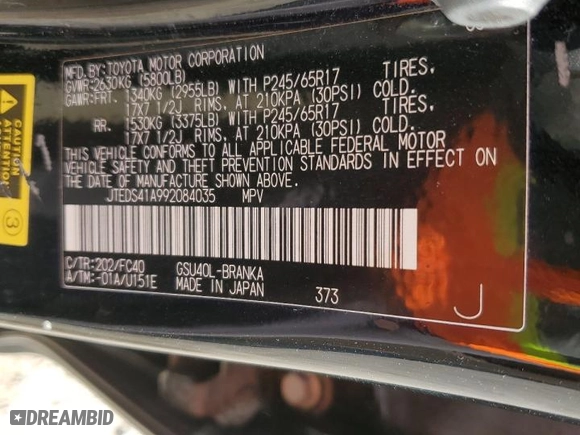 MFD.BY:TOYOTA MOTOR CORPORATION
GVWR:2630KG (5800LB)
GAWR:FRT. 1340KG (2955LB) WITH P245/65R17 TIRES.
17X7 1/2J RIMS. AT 210KPA (30PSI) COLD.
RR. 1530KG (3375LB) WITH P245/65R17 TIRES.
17X7 1/2J RIMS. AT 210KPA (30PSI) COLD.
THIS VEHICLE CONFORMS TO ALL APPLICABLE FEDERAL MOTOR
VEHICLE SAFETY AND THEFT PREVENTION STANDARDS IN EFFECT ON
THE DATE OF MANUFACTURE SHOWN ABOVE.
JTEDS41A992084035 MPV
C/TR:202/FC40 GSU40L-BRANKA
A/TM:-01A/U151E MADE IN JAPAN 373
J
CAUTION
ATTENTION
3
DREAMBID